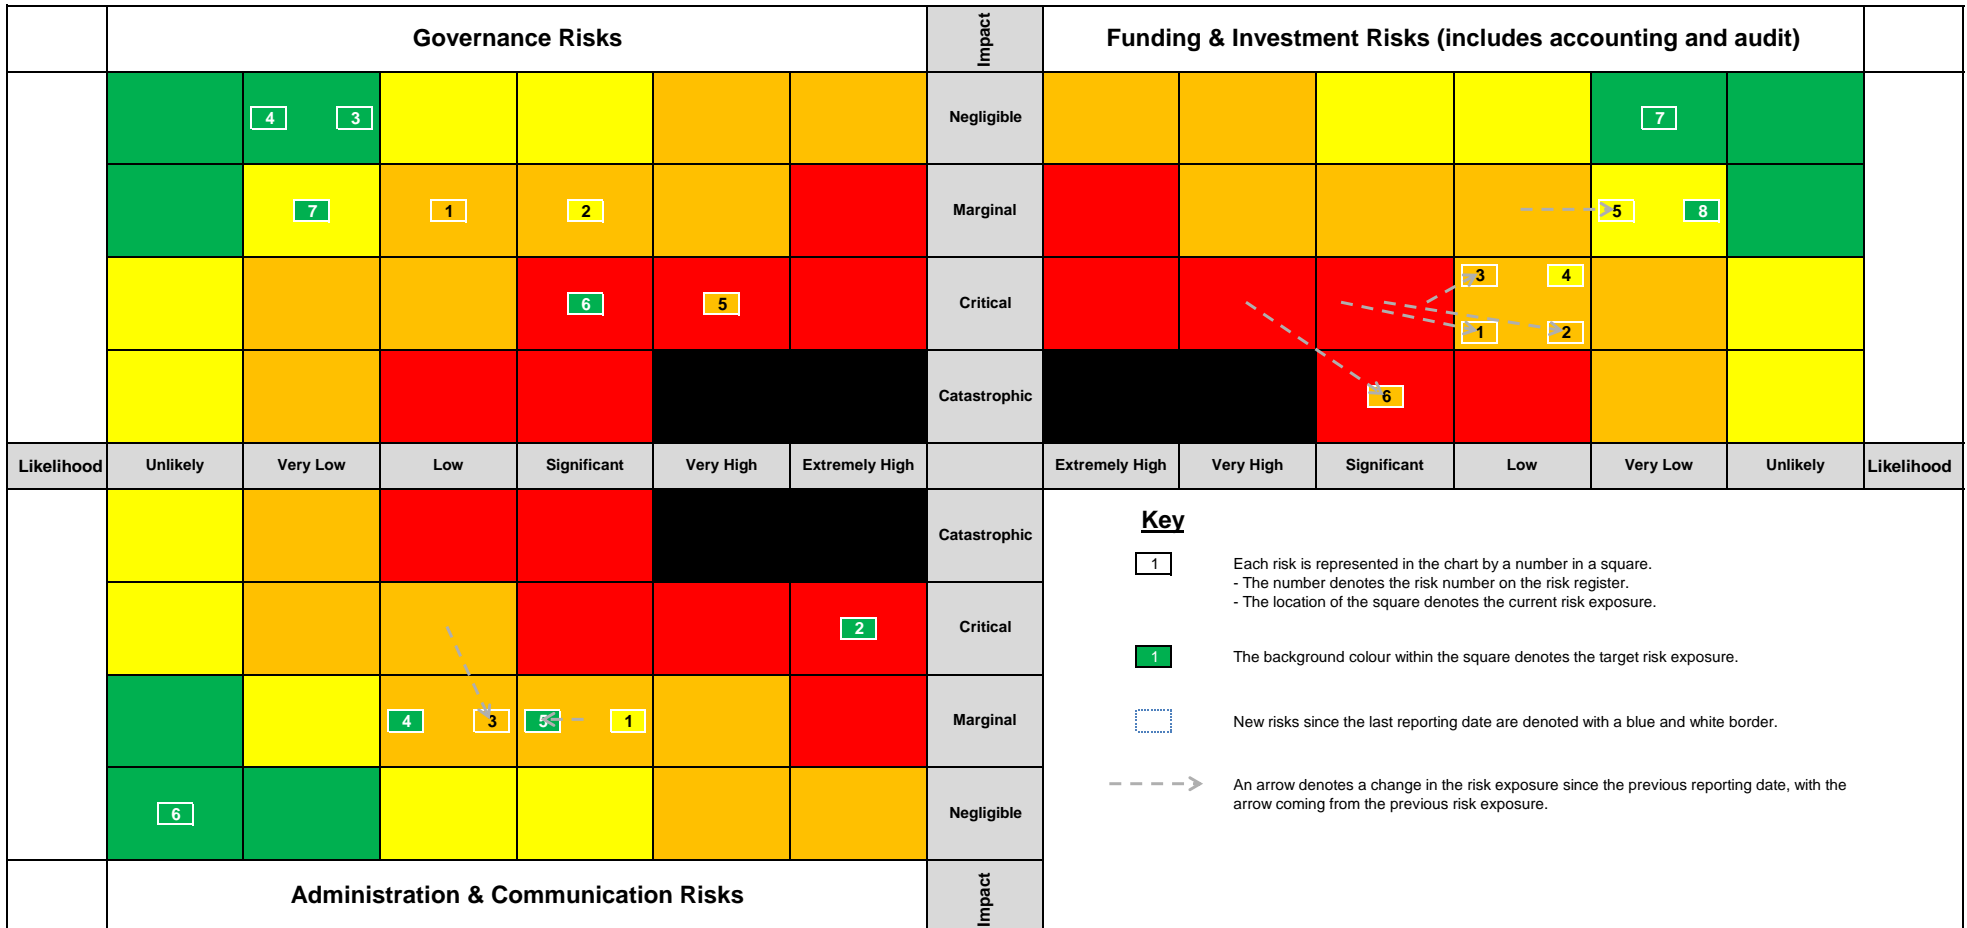 Governance Risks
Impact
Funding & Investment Risks (includes accounting and audit)
4 3
Negligible
7
7 1 2
Marginal
5 8
6 5
Critical
3 4
1 2
Catastrophic
6
Likelihood Unlikely Very Low Low Significant Very High Extremely High Extremely High Very High Significant Low Very Low Unlikely Likelihood
Catastrophic
Key
1 Each risk is represented in the chart by a number in a square.
- The number denotes the risk number on the risk register.
- The location of the square denotes the current risk exposure.
2
Critical
1 The background colour within the square denotes the target risk exposure.
4 3 5 1
Marginal
New risks since the last reporting date are denoted with a blue and white border.
An arrow denotes a change in the risk exposure since the previous reporting date, with the
arrow coming from the previous risk exposure.
6
Negligible
Administration & Communication Risks
Impact